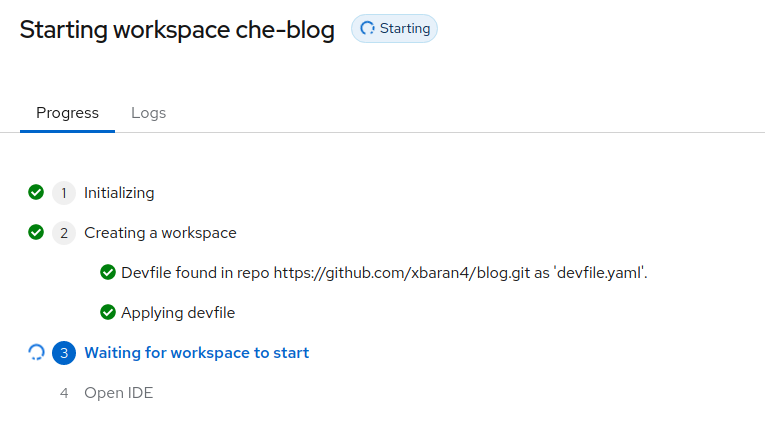 Starting workspace che-blog Starting
Progress Logs
1 Initializing
2 Creating a workspace
Devfile found in repo https://github.com/xbaran4/blog.git as 'devfile.yaml'.
Applying devfile
3 Waiting for workspace to start
4 Open IDE